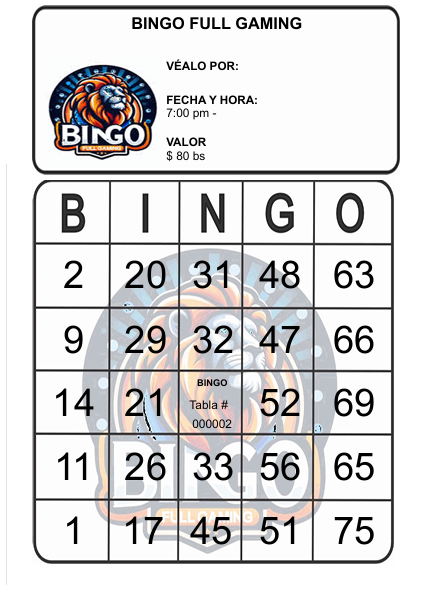 BINGO FULL GAMING
VÉALO POR:
FECHA Y HORA:
7:00 pm -
VALOR
$ 80 bs
BINGO
FULL GAMING
B I N G O
2 20 31 48 63
9 29 32 47 66
14 21 BINGO 52 69
Tabla #
000002
11 26 33 56 65
1 17 45 51 75
BINGO
FULL GAMING